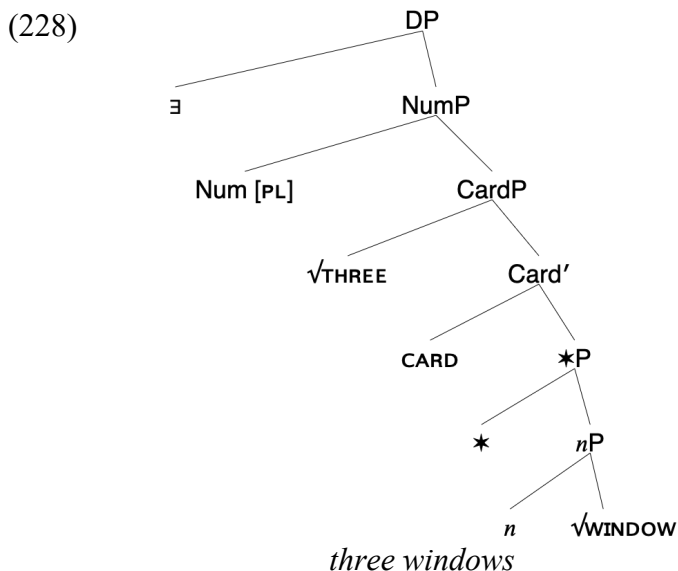 (228)
DP
∃ NumP
Num [PL] CardP
√THREE Card′
CARD ✶P
✶ nP
n √WINDOW
three windows